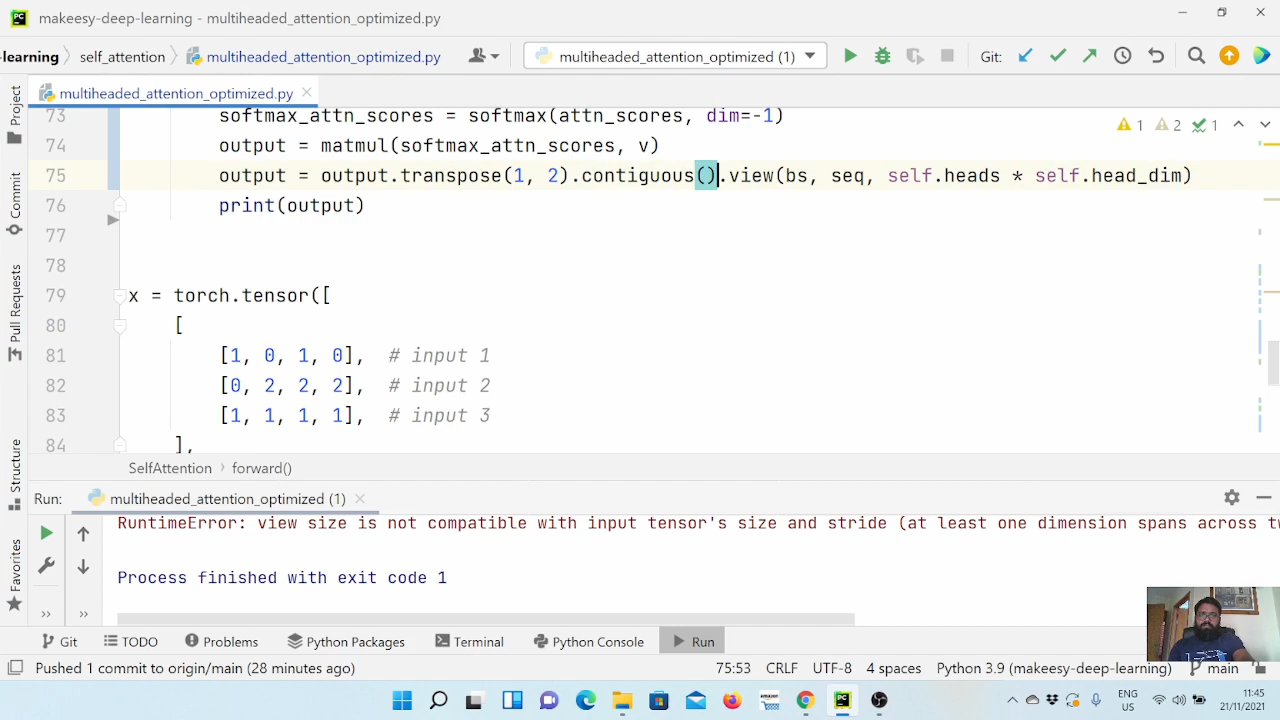 PC makeesy-deep-learning - multiheaded_attention_optimized.py
-learning self_attention multiheaded_attention_optimized.py multiheaded_attention_optimized (1) Git:
Project
Commit
Pull Requests
Structure
Favorites
multiheaded_attention_optimized.py
1 2 1
73 softmax_attn_scores = softmax(attn_scores, dim=-1)
74 output = matmul(softmax_attn_scores, v)
75 output = output.transpose(1, 2).contiguous().view(bs, seq, self.heads * self.head_dim)
76 print(output)
77
78
79 x = torch.tensor([
80 [
81 [1, 0, 1, 0], # input 1
82 [0, 2, 2, 2], # input 2
83 [1, 1, 1, 1], # input 3
84 ],
SelfAttention › forward()
Run: multiheaded_attention_optimized (1)
RuntimeError: view size is not compatible with input tensor's size and stride (at least one dimension spans across
Process finished with exit code 1
Git TODO Problems Python Packages Terminal Python Console Run
Pushed 1 commit to origin/main (28 minutes ago) 75:53 CRLF UTF-8 4 spaces Python 3.9 (makeesy-deep-learning) main
amazon PC ENG
US
11:45
21/11/2021